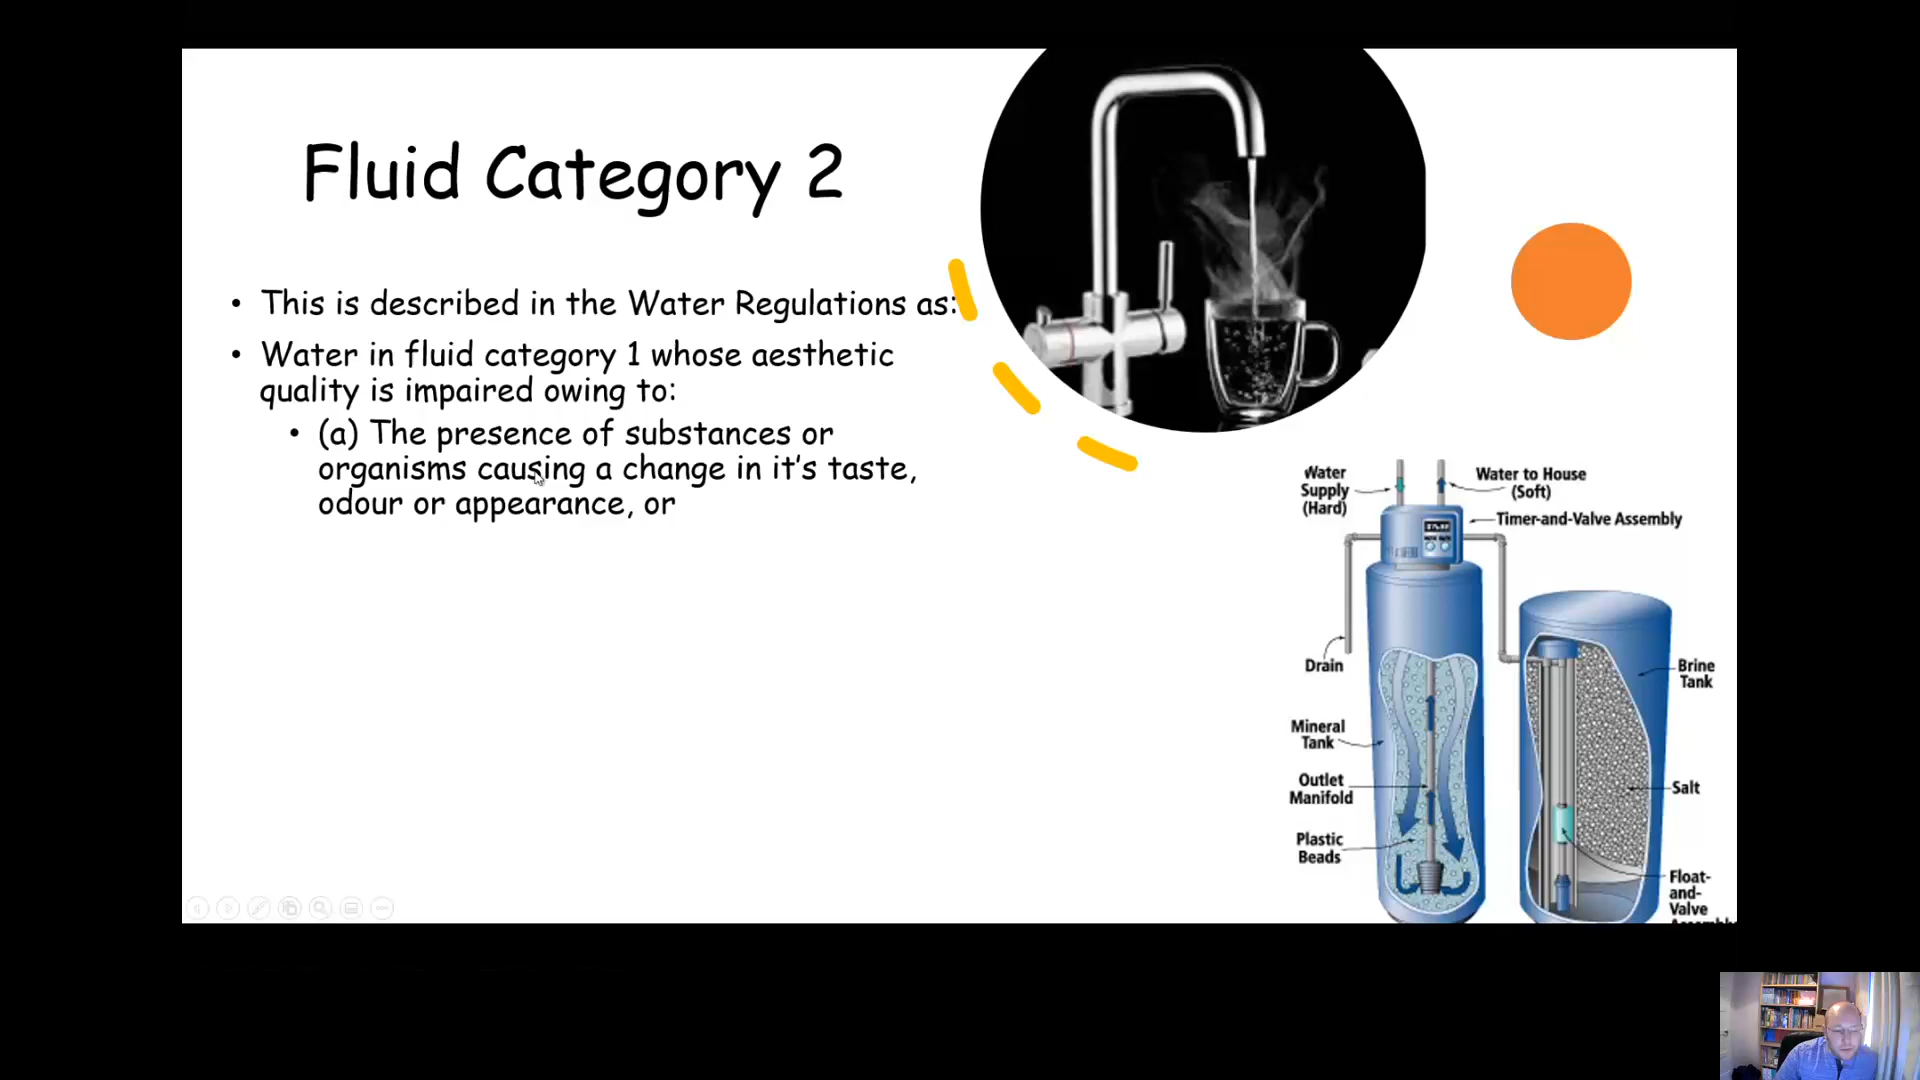 Fluid Category 2
• This is described in the Water Regulations as:
• Water in fluid category 1 whose aesthetic
quality is impaired owing to:
• (a) The presence of substances or
organisms causing a change in it's taste,
odour or appearance, or
Water
Supply
(Hard)
Water to House
(Soft)
Timer-and-Valve Assembly
Drain
Brine
Tank
Mineral
Tank
Outlet
Manifold
Salt
Plastic
Beads
Float-
and-
Valve
Assembly